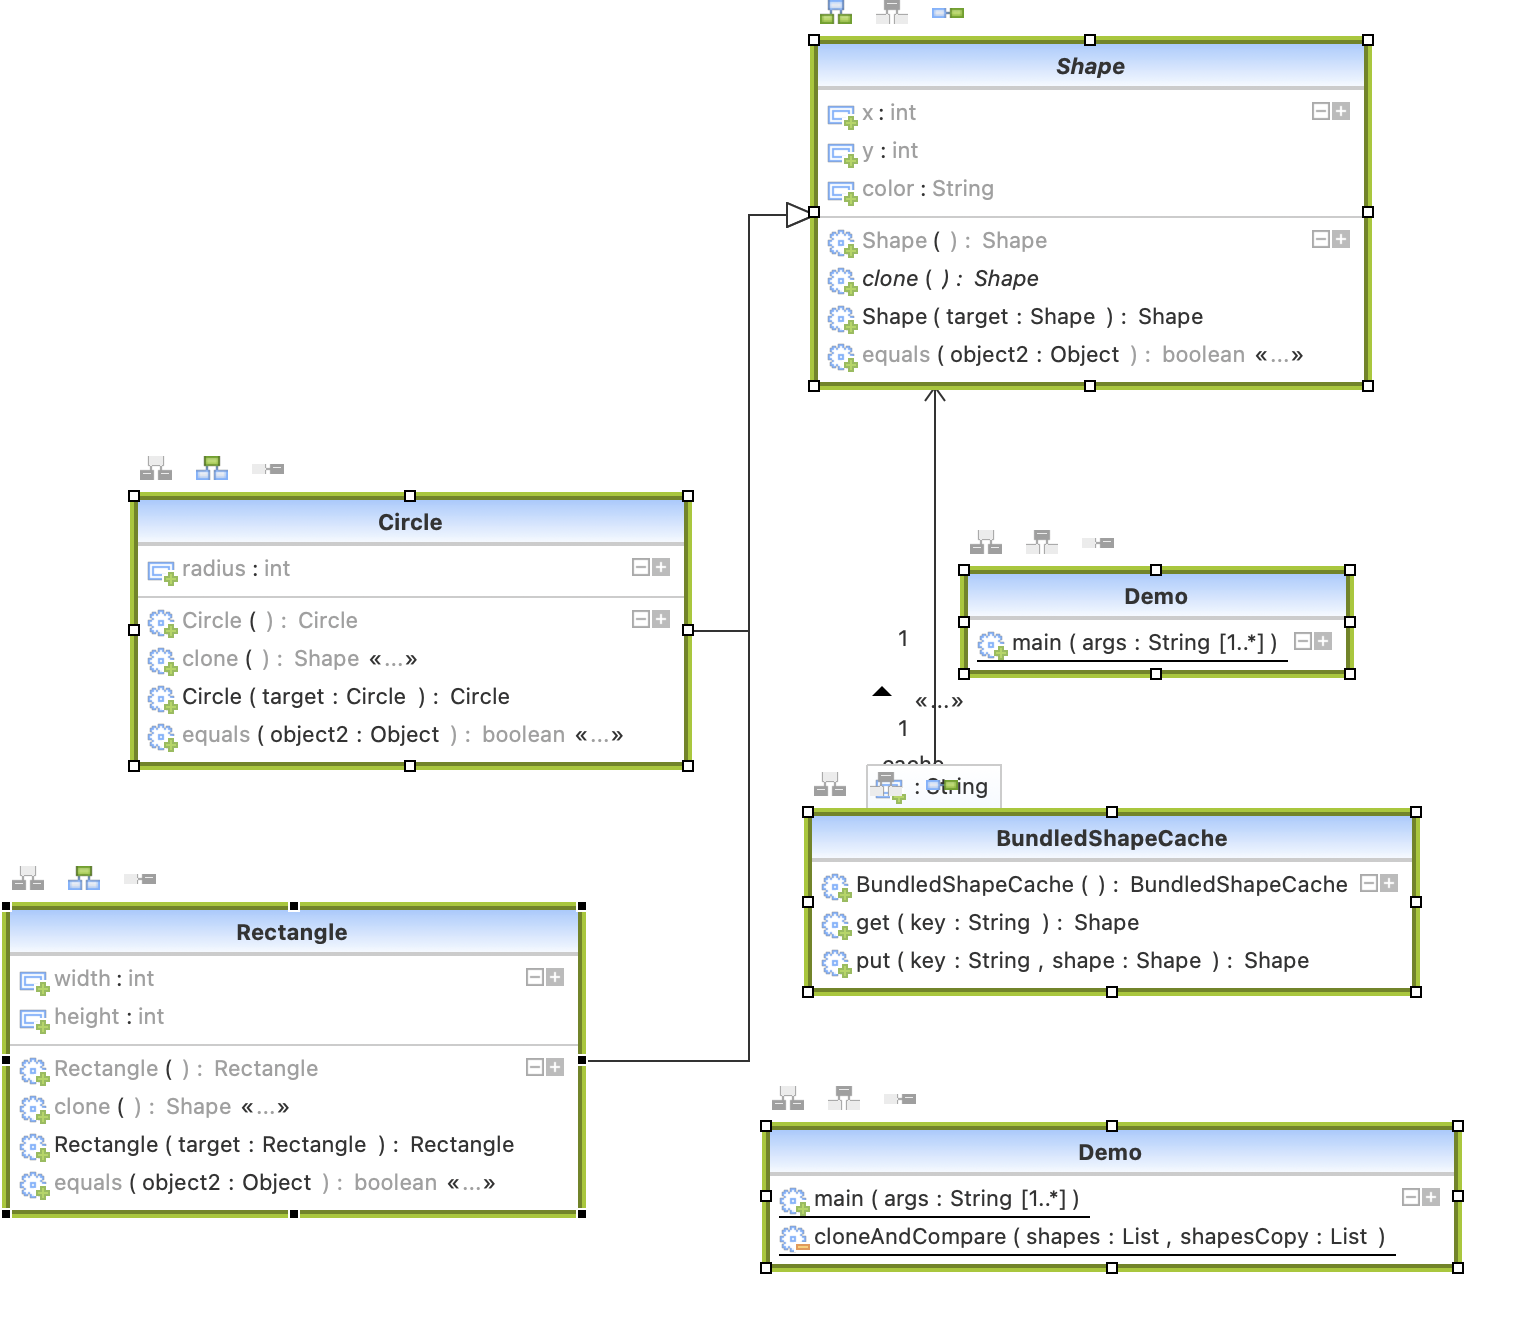 Shape
x : int
y : int
color : String
Shape ( ) : Shape
clone ( ) : Shape
Shape ( target : Shape ) : Shape
equals ( object2 : Object ) : boolean «...»
Circle
radius : int
Circle ( ) : Circle
clone ( ) : Shape «...»
Circle ( target : Circle ) : Circle
equals ( object2 : Object ) : boolean «...»
Demo
main ( args : String [1..*] )
1
«...»
1
cache
: String
BundledShapeCache
BundledShapeCache ( ) : BundledShapeCache
get ( key : String ) : Shape
put ( key : String , shape : Shape ) : Shape
Rectangle
width : int
height : int
Rectangle ( ) : Rectangle
clone ( ) : Shape «...»
Rectangle ( target : Rectangle ) : Rectangle
equals ( object2 : Object ) : boolean «...»
Demo
main ( args : String [1..*] )
cloneAndCompare ( shapes : List , shapesCopy : List )